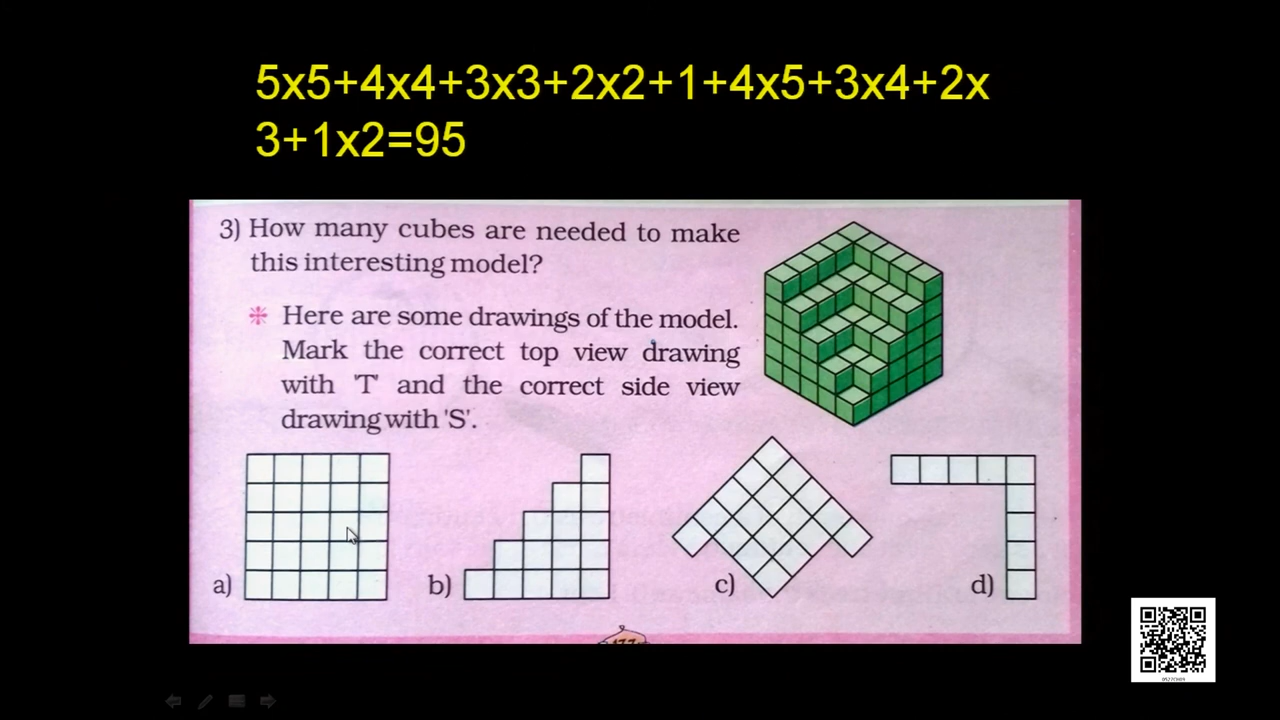 5x5+4x4+3x3+2x2+1+4x5+3x4+2x
3+1x2=95
3) How many cubes are needed to make
this interesting model?
Here are some drawings of the model.
Mark the correct top view drawing
with 'T' and the correct side view
drawing with 'S'.
a)
b)
c)
d)